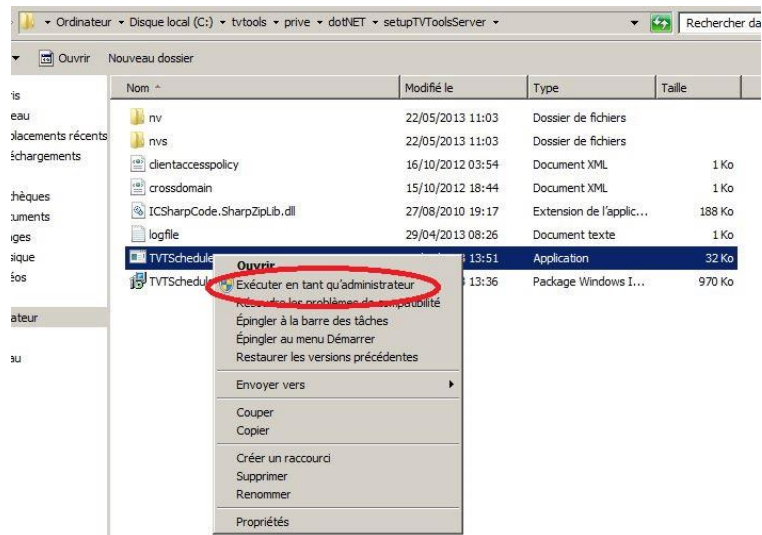 Ordinateur Disque local (C:) tvtools prive dotNET setupTVToolsServer Rechercher da
Ouvrir Nouveau dossier
Nom Modifié le Type Taille
nv 22/05/2013 11:03 Dossier de fichiers
nvs 22/05/2013 11:03 Dossier de fichiers
clientaccesspolicy 16/10/2012 03:54 Document XML 1 Ko
crossdomain 15/10/2012 18:44 Document XML 1 Ko
ICSharpCode.SharpZipLib.dll 27/08/2010 19:17 Extension de l'applic... 188 Ko
logfile 29/04/2013 08:26 Document texte 1 Ko
TVTSchedule 13:51 Application 32 Ko
TVTSchedul 13:36 Package Windows I... 970 Ko
is
eau
placements récents
échargements
thèques
cuments
ages
sique
éos
ateur
au
Ouvrir
Exécuter en tant qu'administrateur
Résoudre les problèmes de compatibilité
Épingler à la barre des tâches
Épingler au menu Démarrer
Restaurer les versions précédentes
Envoyer vers
Couper
Copier
Créer un raccourci
Supprimer
Renommer
Propriétés